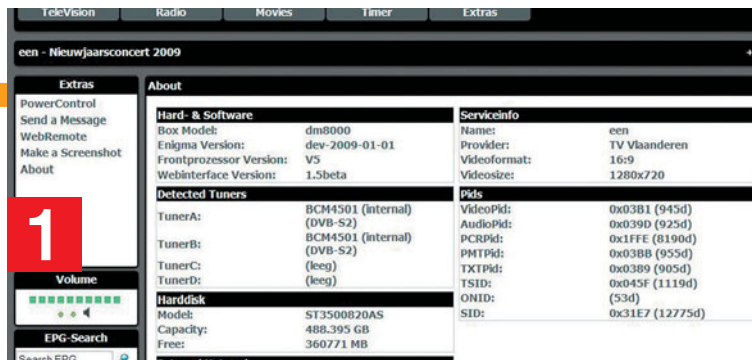 TeleVision Radio Movies Timer Extras
een - Nieuwjaarsconcert 2009
Extras
PowerControl
Send a Message
WebRemote
Make a Screenshot
About
1
Volume
EPG-Search
Search EPG
About
Hard- & Software
Box Model: dm8000
Enigma Version: dev-2009-01-01
Frontprozessor Version: V5
Webinterface Version: 1.5beta
Detected Tuners
TunerA: BCM4501 (internal)
(DVB-S2)
TunerB: BCM4501 (internal)
(DVB-S2)
TunerC: (leeg)
TunerD: (leeg)
Harddisk
Model: ST3500820AS
Capacity: 488.395 GB
Free: 360771 MB
Serviceinfo
Name: een
Provider: TV Vlaanderen
Videoformat: 16:9
Videosize: 1280x720
Pids
VideoPid: 0x03B1 (945d)
AudioPid: 0x039D (925d)
PCRPid: 0x1FFE (8190d)
PMTPid: 0x03BB (955d)
TXTPid: 0x0389 (905d)
TSID: 0x045F (1119d)
ONID: (53d)
SID: 0x31E7 (12775d)